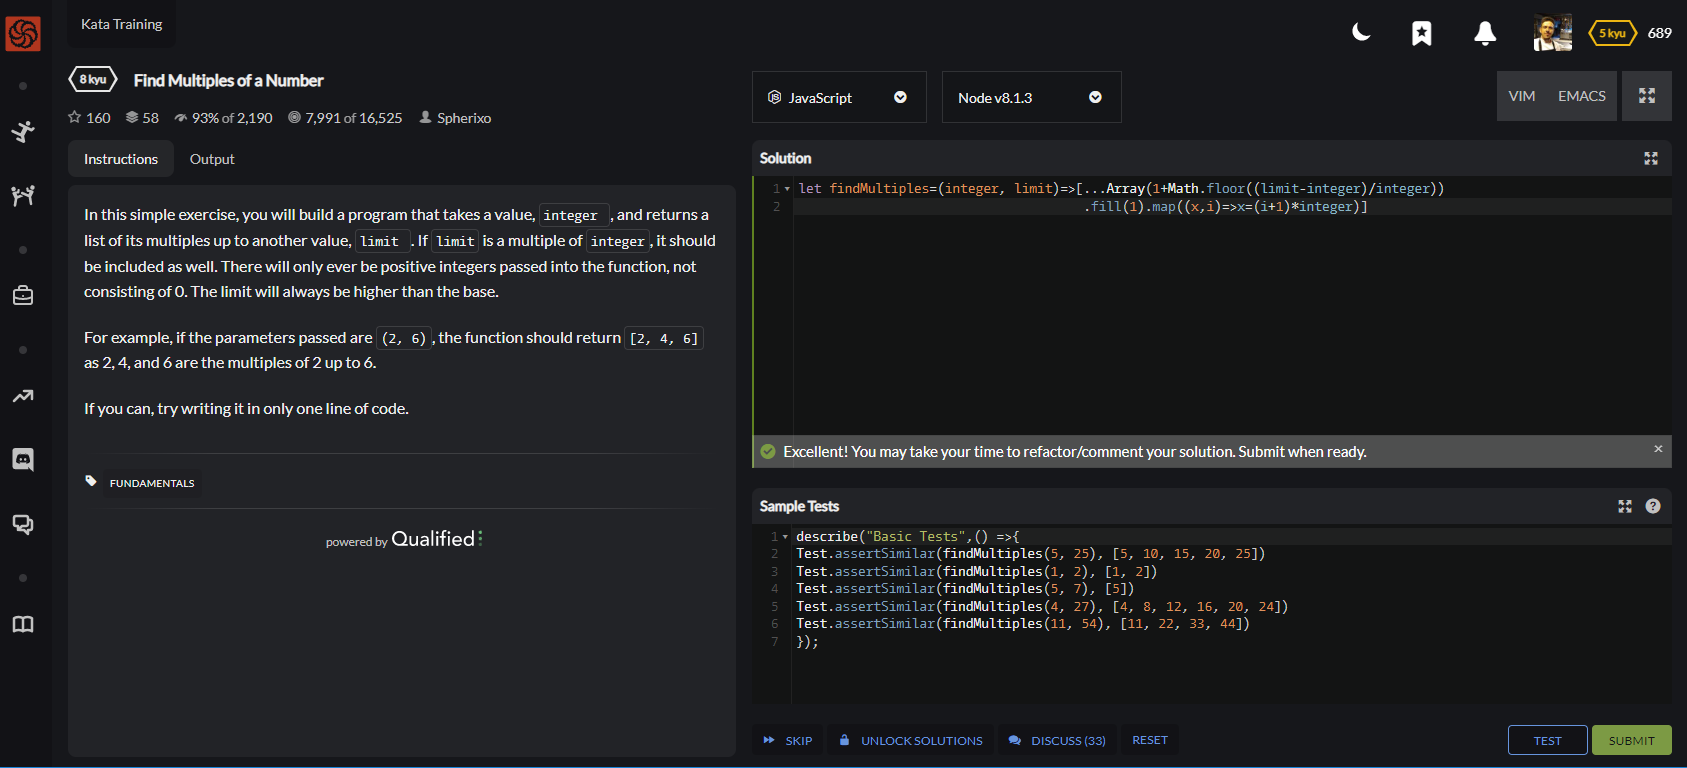 Kata Training
5 kyu 689
8 kyu Find Multiples of a Number
160 58 93% of 2,190 7,991 of 16,525 Spherixo
Instructions Output
In this simple exercise, you will build a program that takes a value, integer , and returns a
list of its multiples up to another value, limit . If limit is a multiple of integer, it should
be included as well. There will only ever be positive integers passed into the function, not
consisting of 0. The limit will always be higher than the base.
For example, if the parameters passed are (2, 6), the function should return [2, 4, 6]
as 2, 4, and 6 are the multiples of 2 up to 6.
If you can, try writing it in only one line of code.
FUNDAMENTALS
powered by Qualified
JavaScript Node v8.1.3 VIM EMACS
Solution
1 let findMultiples=(integer, limit)=>[...Array(1+Math.floor((limit-integer)/integer))
2 .fill(1).map((x,i)=>x=(i+1)*integer)]
Excellent! You may take your time to refactor/comment your solution. Submit when ready. ×
Sample Tests ?
1 describe("Basic Tests",() =>{
2 Test.assertSimilar(findMultiples(5, 25), [5, 10, 15, 20, 25])
3 Test.assertSimilar(findMultiples(1, 2), [1, 2])
4 Test.assertSimilar(findMultiples(5, 7), [5])
5 Test.assertSimilar(findMultiples(4, 27), [4, 8, 12, 16, 20, 24])
6 Test.assertSimilar(findMultiples(11, 54), [11, 22, 33, 44])
7 });
SKIP UNLOCK SOLUTIONS DISCUSS (33) RESET TEST SUBMIT